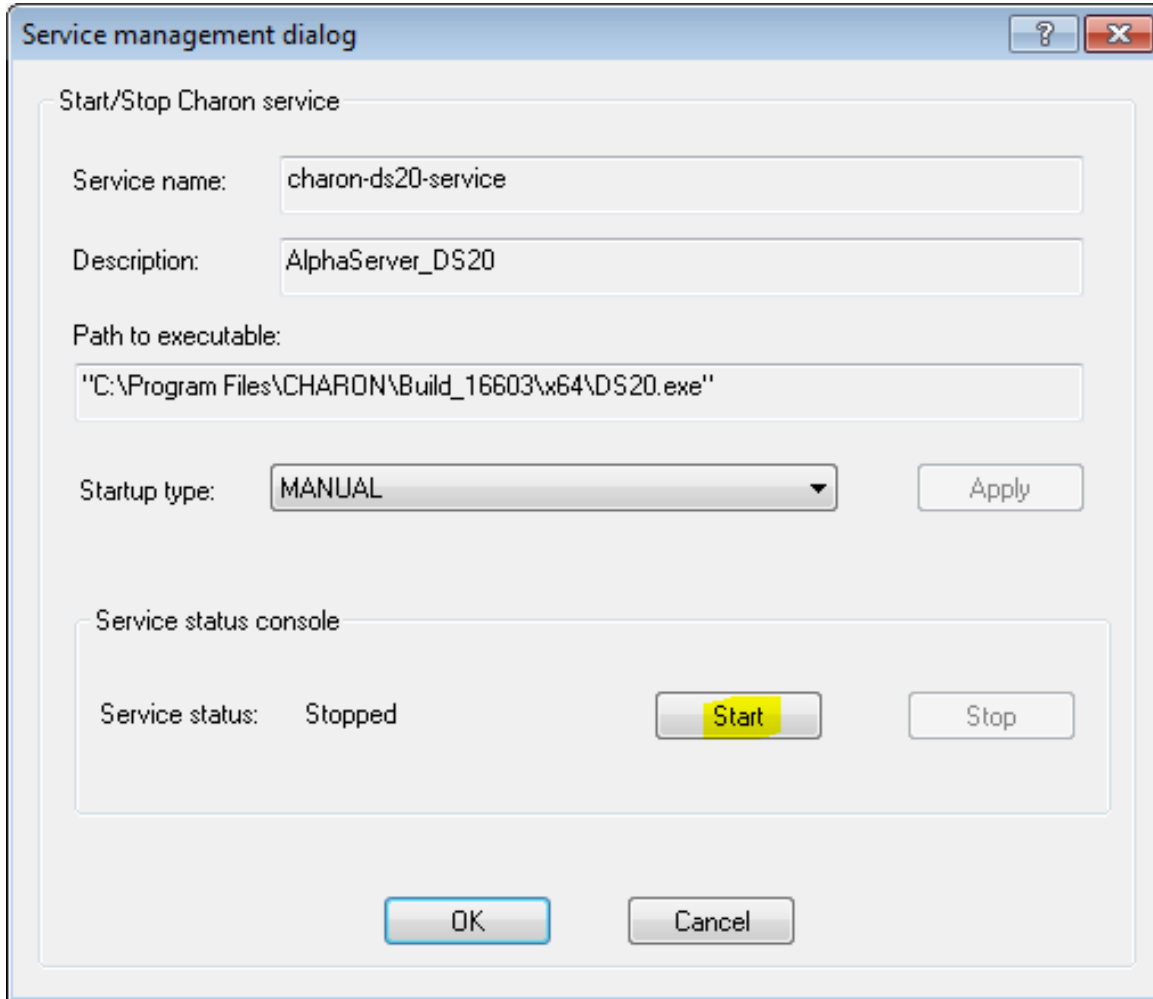 Service management dialog
Start/Stop Charon service
Service name: charon-ds20-service
Description: AlphaServer_DS20
Path to executable:
"C:\Program Files\CHARON\Build_16603\x64\DS20.exe"
Startup type: MANUAL Apply
Service status console
Service status: Stopped Start Stop
OK Cancel